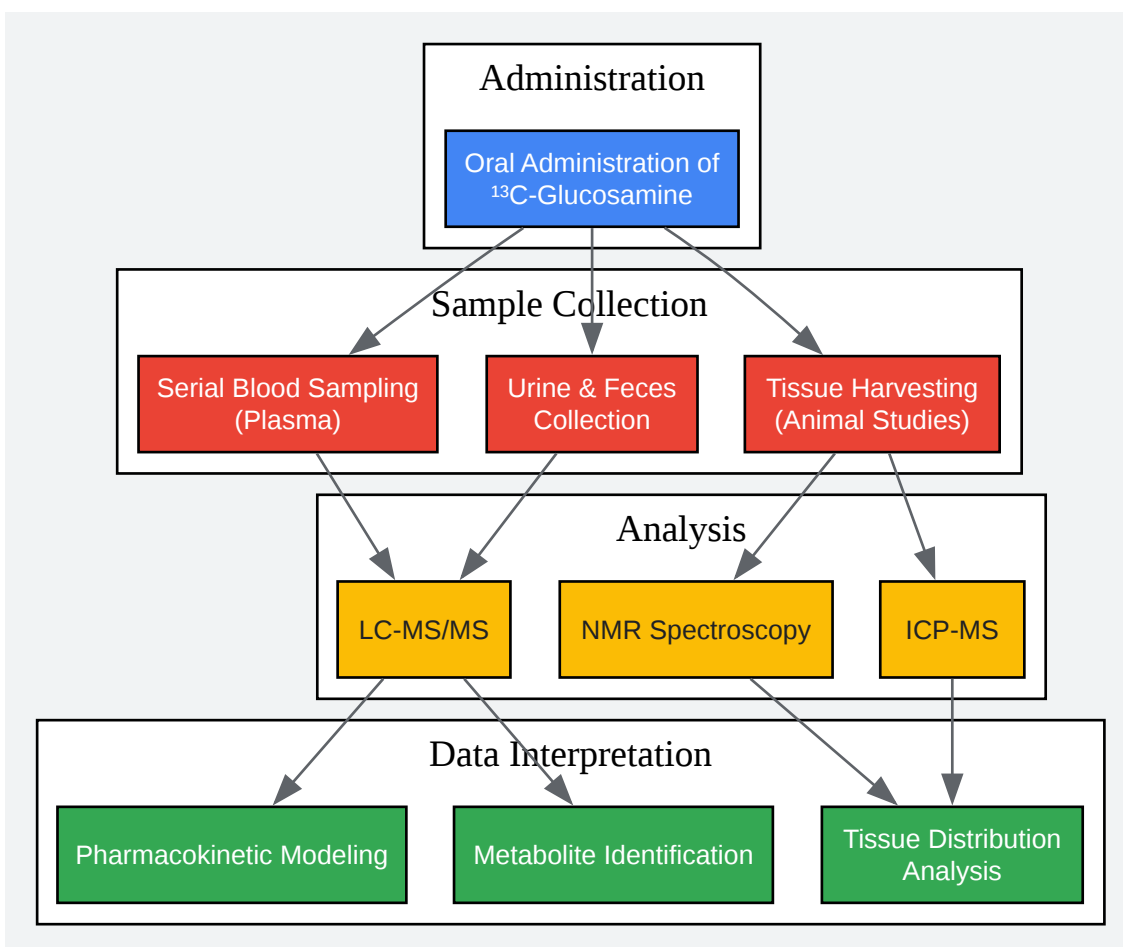 Administration
Oral Administration of
¹³C-Glucosamine
Sample Collection
Serial Blood Sampling
(Plasma)
Urine & Feces
Collection
Tissue Harvesting
(Animal Studies)
Analysis
LC-MS/MS
NMR Spectroscopy
ICP-MS
Data Interpretation
Pharmacokinetic Modeling
Metabolite Identification
Tissue Distribution
Analysis